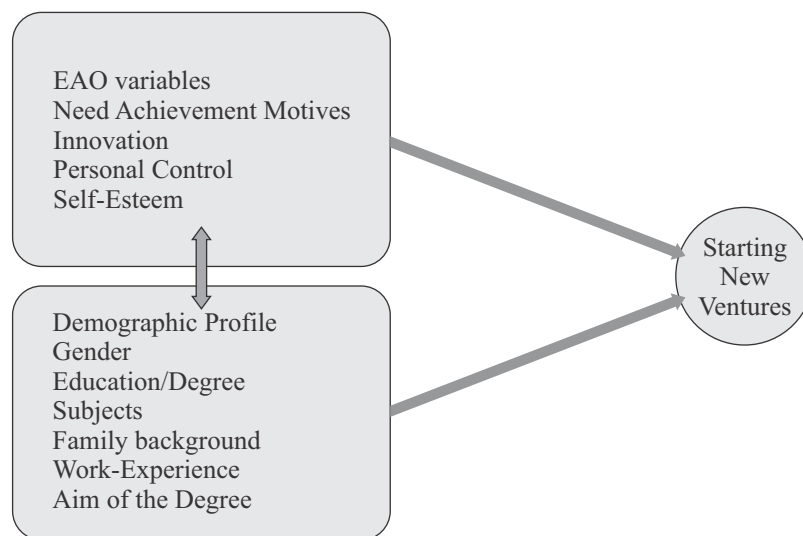 EAO variables
Need Achievement Motives
Innovation
Personal Control
Self-Esteem
Demographic Profile
Gender
Education/Degree
Subjects
Family background
Work-Experience
Aim of the Degree
Starting
New
Ventures